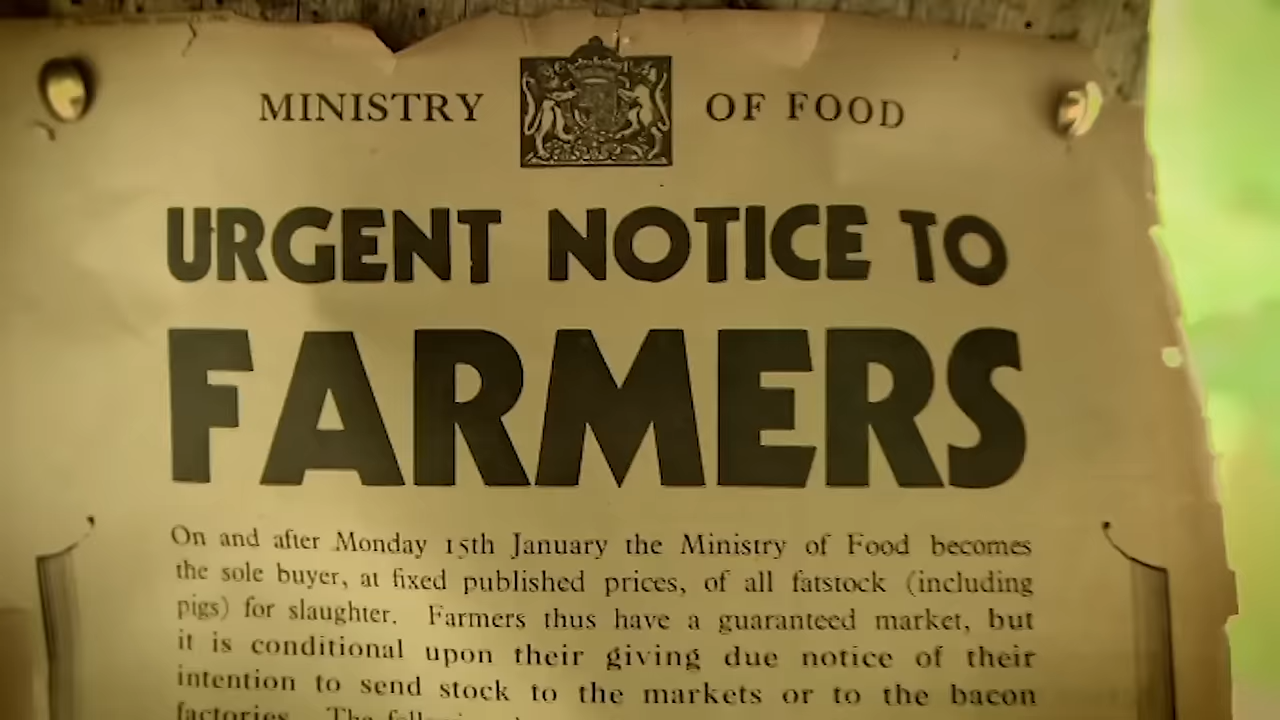 MINISTRY OF FOOD
URGENT NOTICE TO
FARMERS
On and after Monday 15th January the Ministry of Food becomes
the sole buyer, at fixed published prices, of all fatstock (including
pigs) for slaughter. Farmers thus have a guaranteed market, but
it is conditional upon their giving due notice of their
intention to send stock to the markets or to the bacon
factories. The